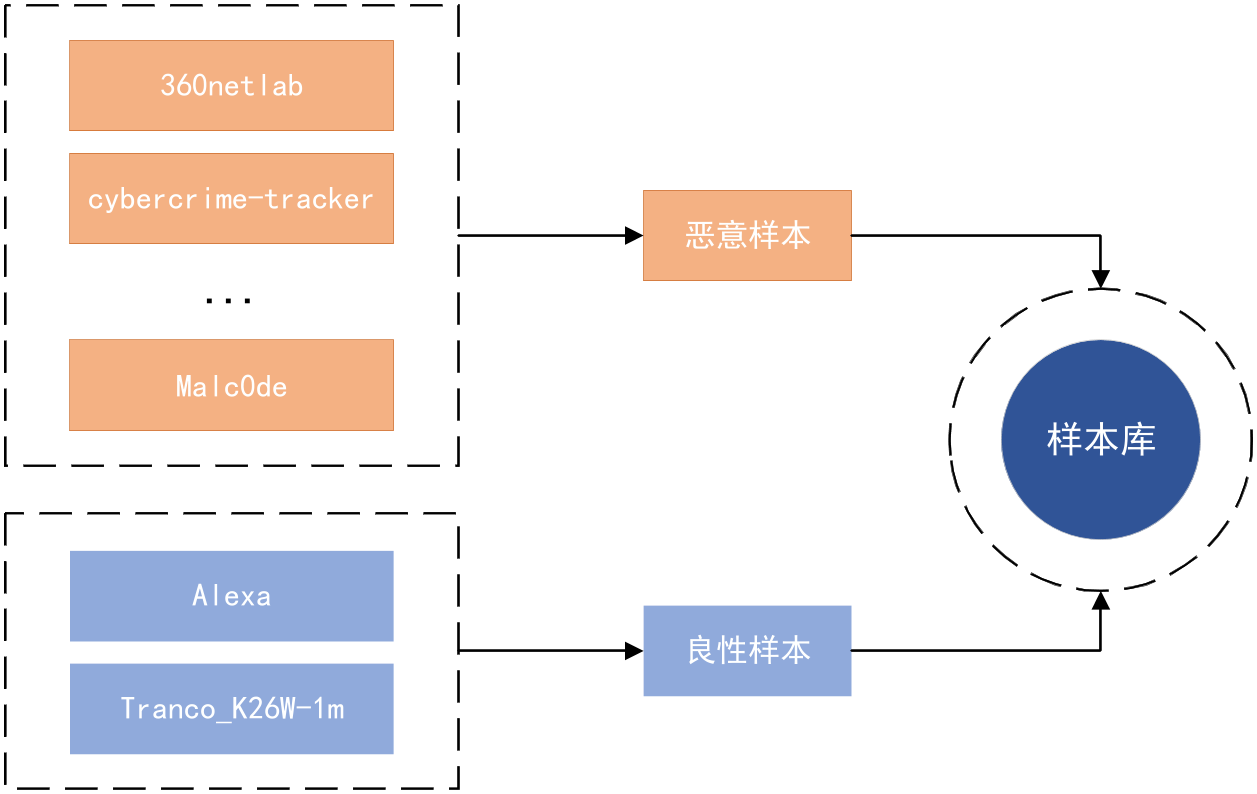 360netlab
cybercrime-tracker
...
Malc0de
恶意样本
样本库
Alexa
Tranco_K26W-1m
良性样本